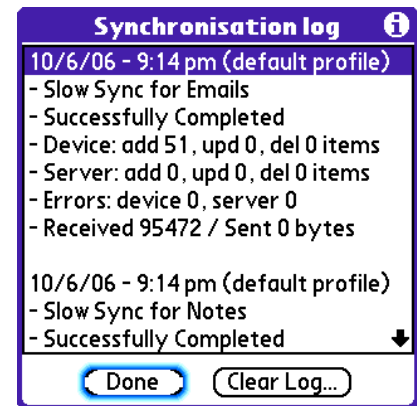 Synchronisation log
10/6/06 - 9:14 pm (default profile)
- Slow Sync for Emails
- Successfully Completed
- Device: add 51, upd 0, del 0 items
- Server: add 0, upd 0, del 0 items
- Errors: device 0, server 0
- Received 95472 / Sent 0 bytes
10/6/06 - 9:14 pm (default profile)
- Slow Sync for Notes
- Successfully Completed
Done Clear Log...